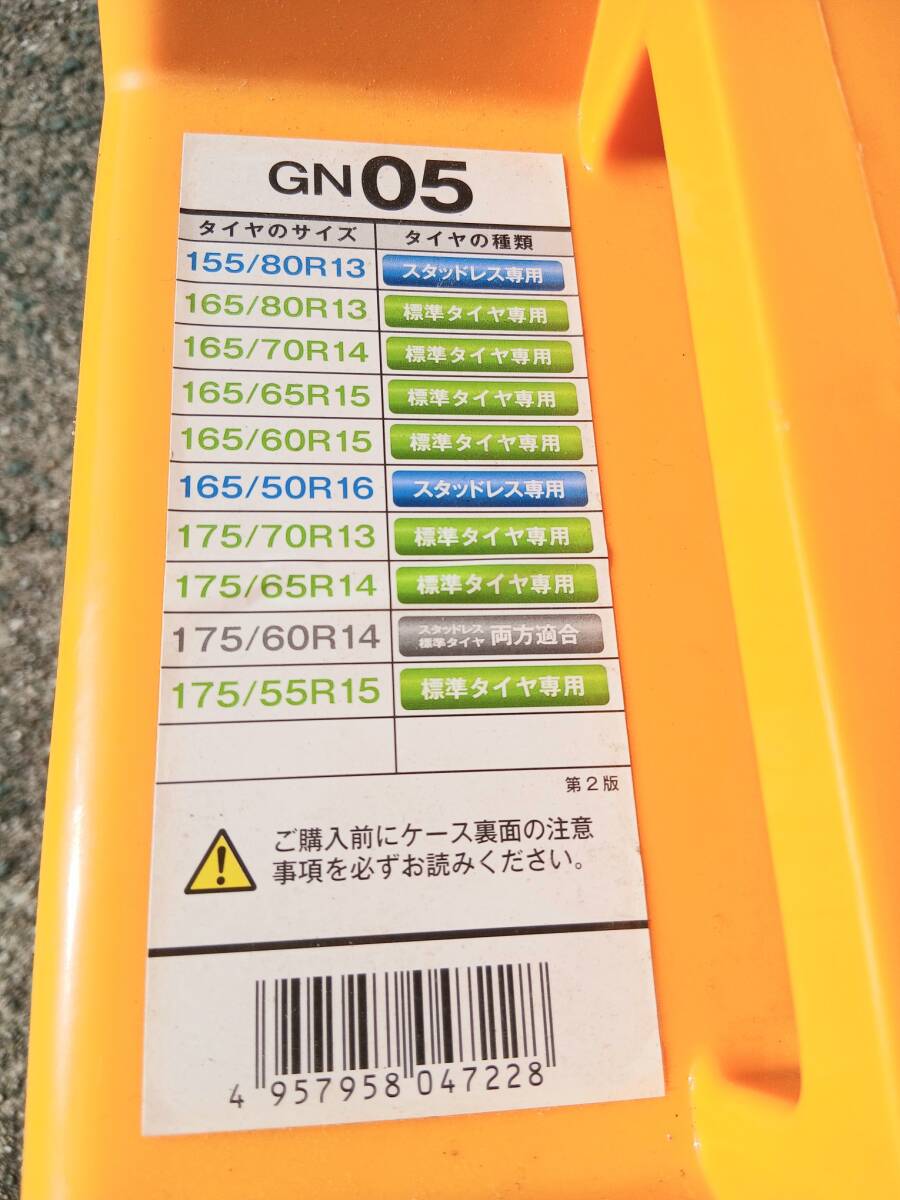 GN05
タイヤのサイズ タイヤの種類
155/80R13 スタッドレス専用
165/80R13 標準タイヤ専用
165/70R14 標準タイヤ専用
165/65R15 標準タイヤ専用
165/60R15 標準タイヤ専用
165/50R16 スタッドレス専用
175/70R13 標準タイヤ専用
175/65R14 標準タイヤ専用
175/60R14 スタッドレス 標準タイヤ 両方適合
175/55R15 標準タイヤ専用
第2版
ご購入前にケース裏面の注意
事項を必ずお読みください。
4 957958 047228